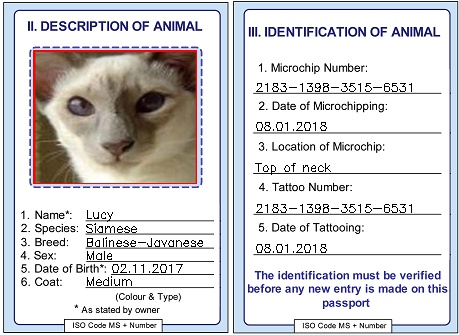 II. DESCRIPTION OF ANIMAL
1. Name*: Lucy
2. Species: Siamese
3. Breed: Balinese-Javanese
4. Sex: Male
5. Date of Birth*: 02.11.2017
6. Coat: Medium
(Colour & Type)
* As stated by owner
ISO Code MS + Number
III. IDENTIFICATION OF ANIMAL
1. Microchip Number:
2183-1398-3515-6531
2. Date of Microchipping:
08.01.2018
3. Location of Microchip:
Top of neck
4. Tattoo Number:
2183-1398-3515-6531
5. Date of Tattooing:
08.01.2018
The identification must be verified
before any new entry is made on this
passport
ISO Code MS + Number